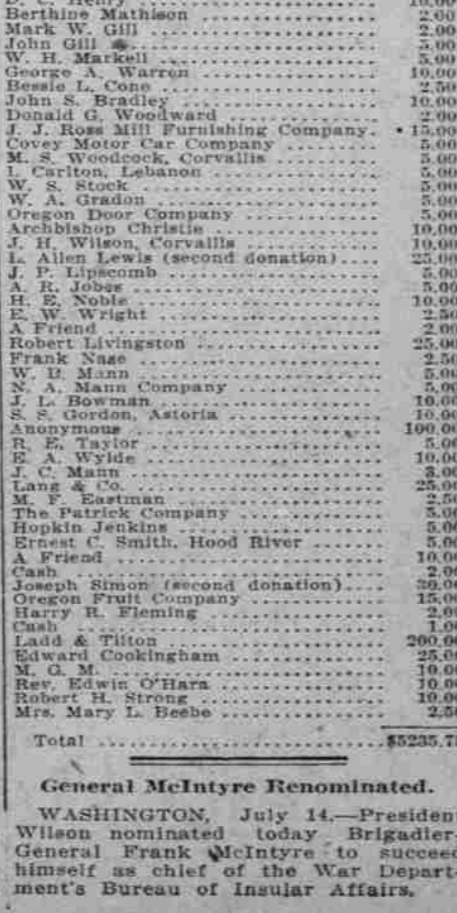 D. C. Henry .................. 10.00
Berthine Mathison .................. 2.00
Mark W. Gill .................. 2.00
John Gill .................. 5.00
W. H. Markell .................. 5.00
George A. Warren .................. 10.00
Bessie L. Cone .................. 2.50
John S. Bradley .................. 10.00
Donald G. Woodward .................. 2.00
J. J. Ross Mill Furnishing Company. 15.00
Covey Motor Car Company .................. 5.00
M. S. Woodcock, Corvallis .................. 5.00
I. Carlton, Lebanon .................. 5.00
W. S. Stock .................. 5.00
W. A. Gradon .................. 5.00
Oregon Door Company .................. 5.00
Archbishop Christie .................. 10.00
J. H. Wilson, Corvallis .................. 10.00
L. Allen Lewis (second donation).... 25.00
J. P. Lipscomb .................. 5.00
A. R. Jobes .................. 5.00
H. E. Noble .................. 10.00
E. W. Wright .................. 2.50
A Friend .................. 2.00
Robert Livingston .................. 25.00
Frank Nase .................. 2.50
W. B. Mann .................. 5.00
N. A. Mann Company .................. 5.00
J. L. Bowman .................. 10.00
S. S. Gordon, Astoria .................. 10.00
Anonymous .................. 100.00
R. E. Taylor .................. 5.00
E. A. Wylde .................. 10.00
J. C. Mann .................. 3.00
Lang & Co. .................. 25.00
M. F. Eastman .................. 2.50
The Patrick Company .................. 5.00
Hopkin Jenkins .................. 5.00
Ernest C. Smith, Hood River ...... 5.00
A Friend .................. 10.00
Cash .................. 2.00
Joseph Simon (second donation).... 30.00
Oregon Fruit Company .................. 15.00
Harry R. Fleming .................. 2.00
Cash .................. 1.00
Ladd & Tilton .................. 200.00
Edward Cookingham .................. 25.00
M. G. M. .................. 10.00
Rev. Edwin O'Hara .................. 10.00
Robert H. Strong .................. 10.00
Mrs. Mary L. Beebe .................. 2.50
Total .................. $5235.75
General McIntyre Renominated.
WASHINGTON, July 14.—President
Wilson nominated today Brigadier-
General Frank McIntyre to succeed
himself as chief of the War Depart-
ment's Bureau of Insular Affairs.